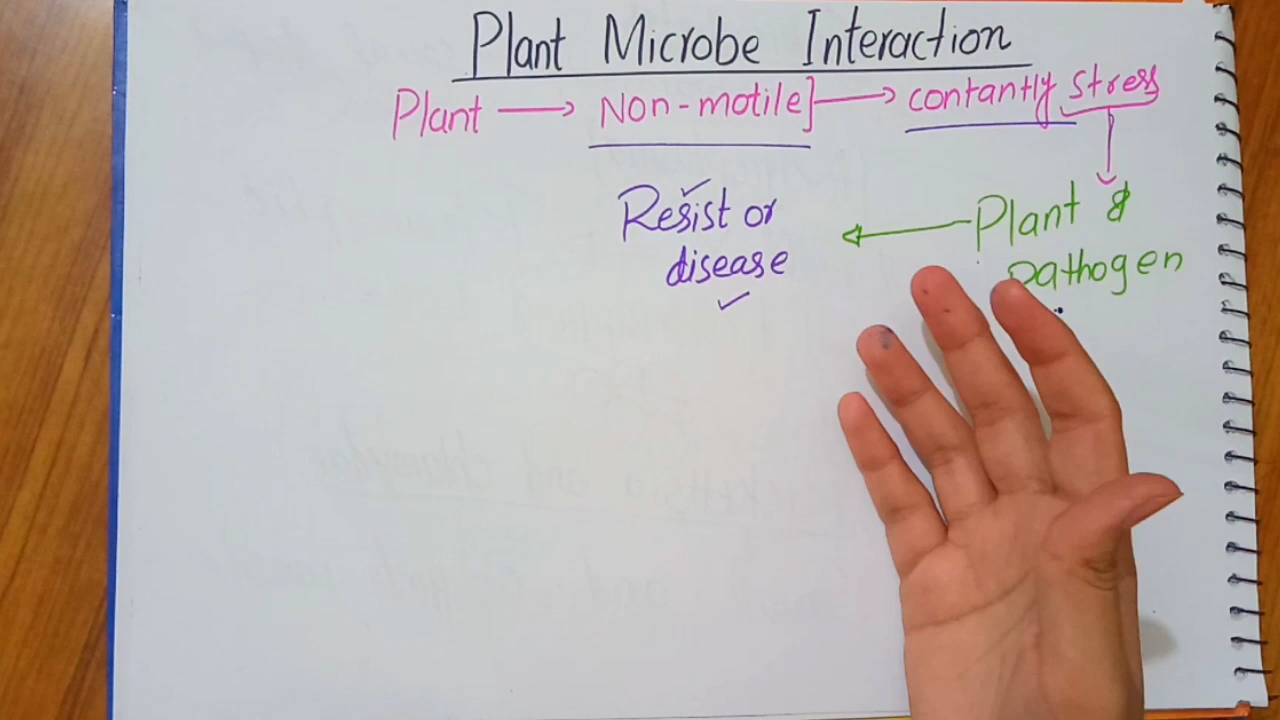 Plant Microbe Interaction
Plant → Non-motile] → contantly stress
Resist or
disease
Plant &
pathogen